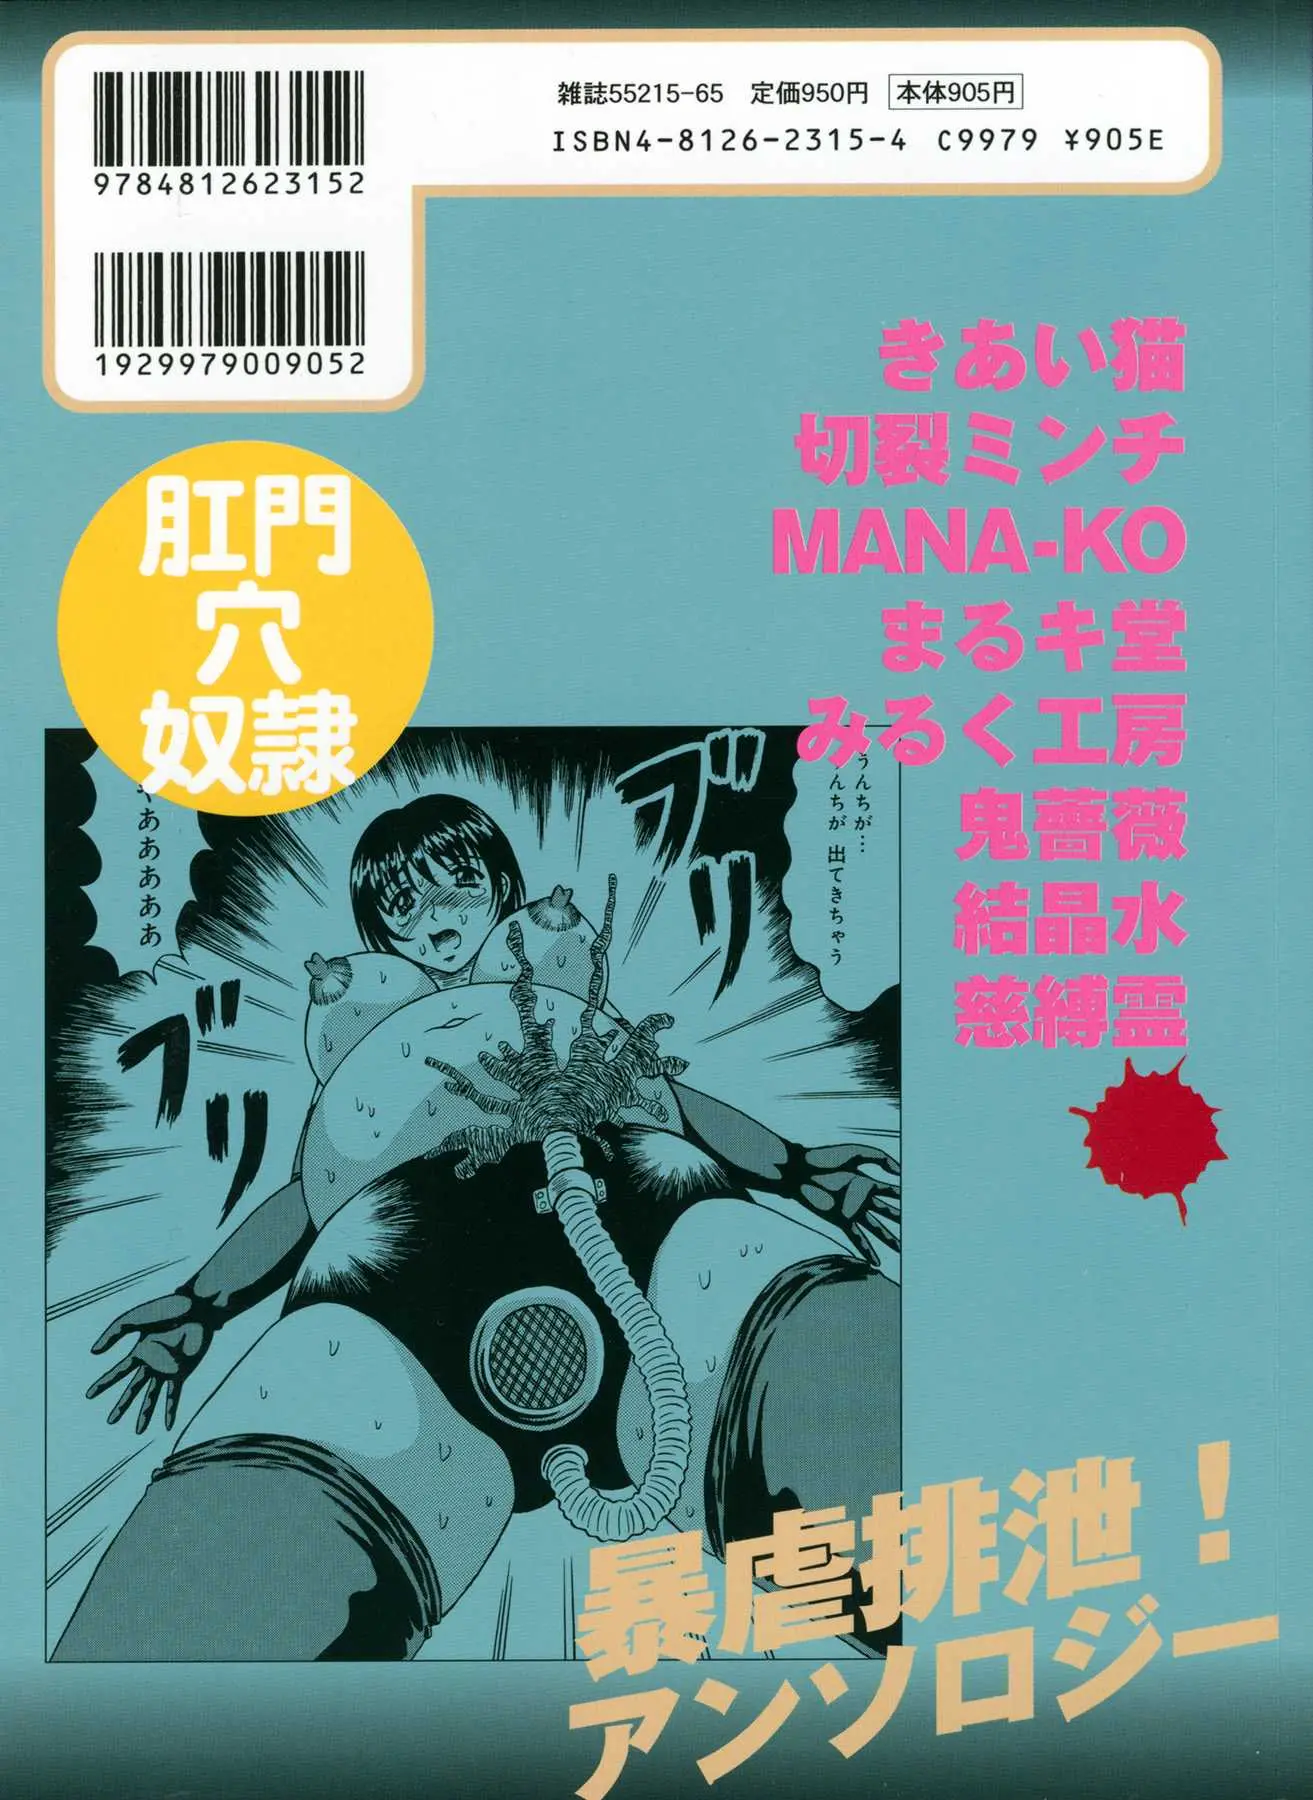 雑誌55215-65 定価950円 本体905円
ISBN4-8126-2315-4 C9979 ¥905E
9784812623152
1929979009052
きあい猫
切裂ミンチ
MANA-KO
まるキ堂
みるく工房
鬼薔薇
結晶水
慈縛霊
肛門
穴
奴隷
うんちが…
うんちが 出てきちゃう
ブブ
ブリ
ああああああ
暴虐排泄!
アンソロジー